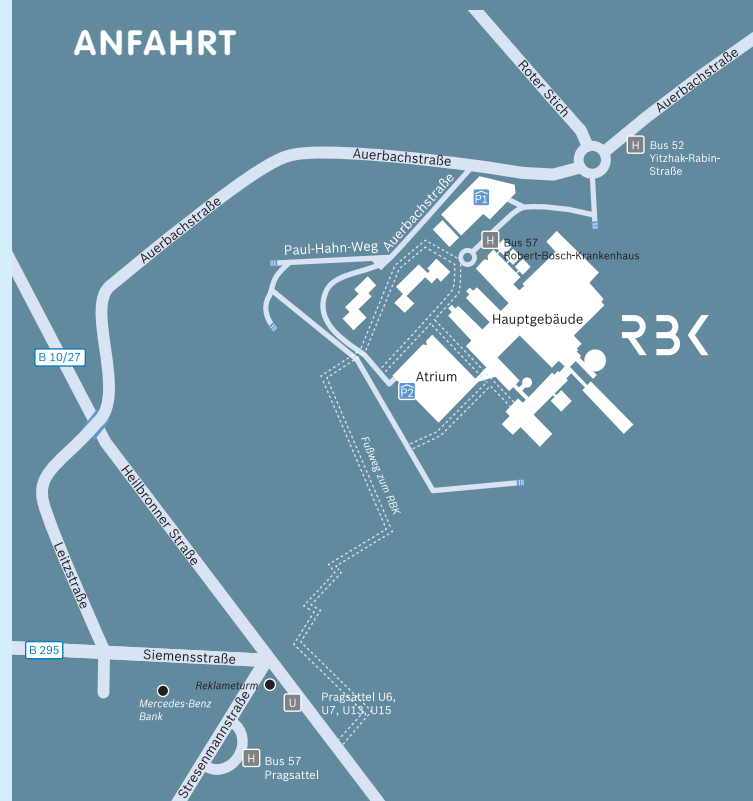 ANFAHRT
Roter Stich
Auerbachstraße
H
Bus 52
Yitzhak-Rabin-
Straße
Auerbachstraße
Auerbachstraße
P1
Auerbachstraße
Paul-Hahn-Weg
H
Bus 57
Robert-Bosch-Krankenhaus
Hauptgebäude
RBK
B 10/27
Atrium
P2
Fußweg zum RBK
Heilbronner Straße
Leitzstraße
B 295
Siemensstraße
Reklameturm
Mercedes-Benz
Bank
U
Pragsattel U6,
U7, U13, U15
Stresenmannstraße
H
Bus 57
Pragsattel